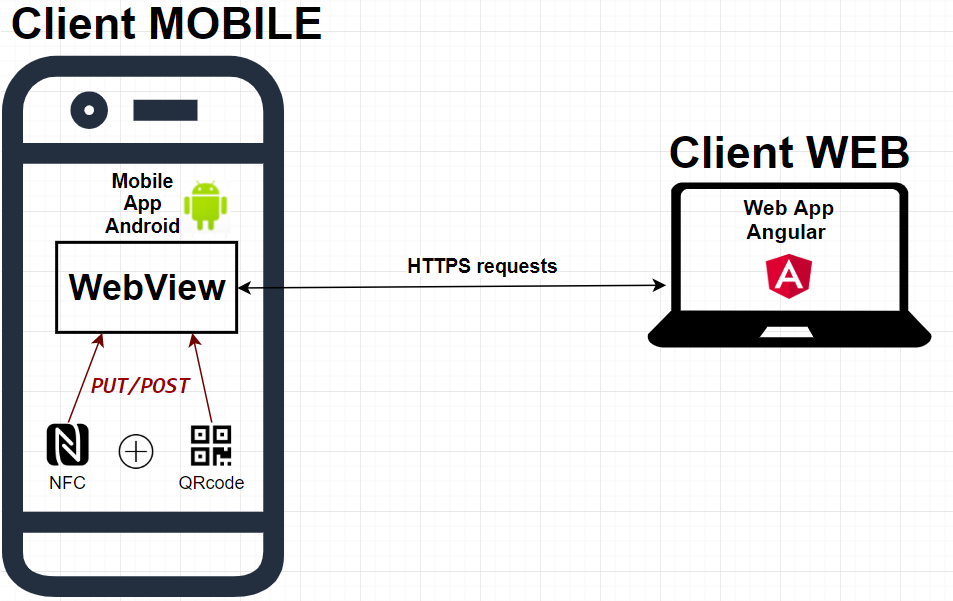 Client MOBILE
Mobile
App
Android
WebView
PUT/POST
NFC
QRcode
HTTPS requests
Client WEB
Web App
Angular
A